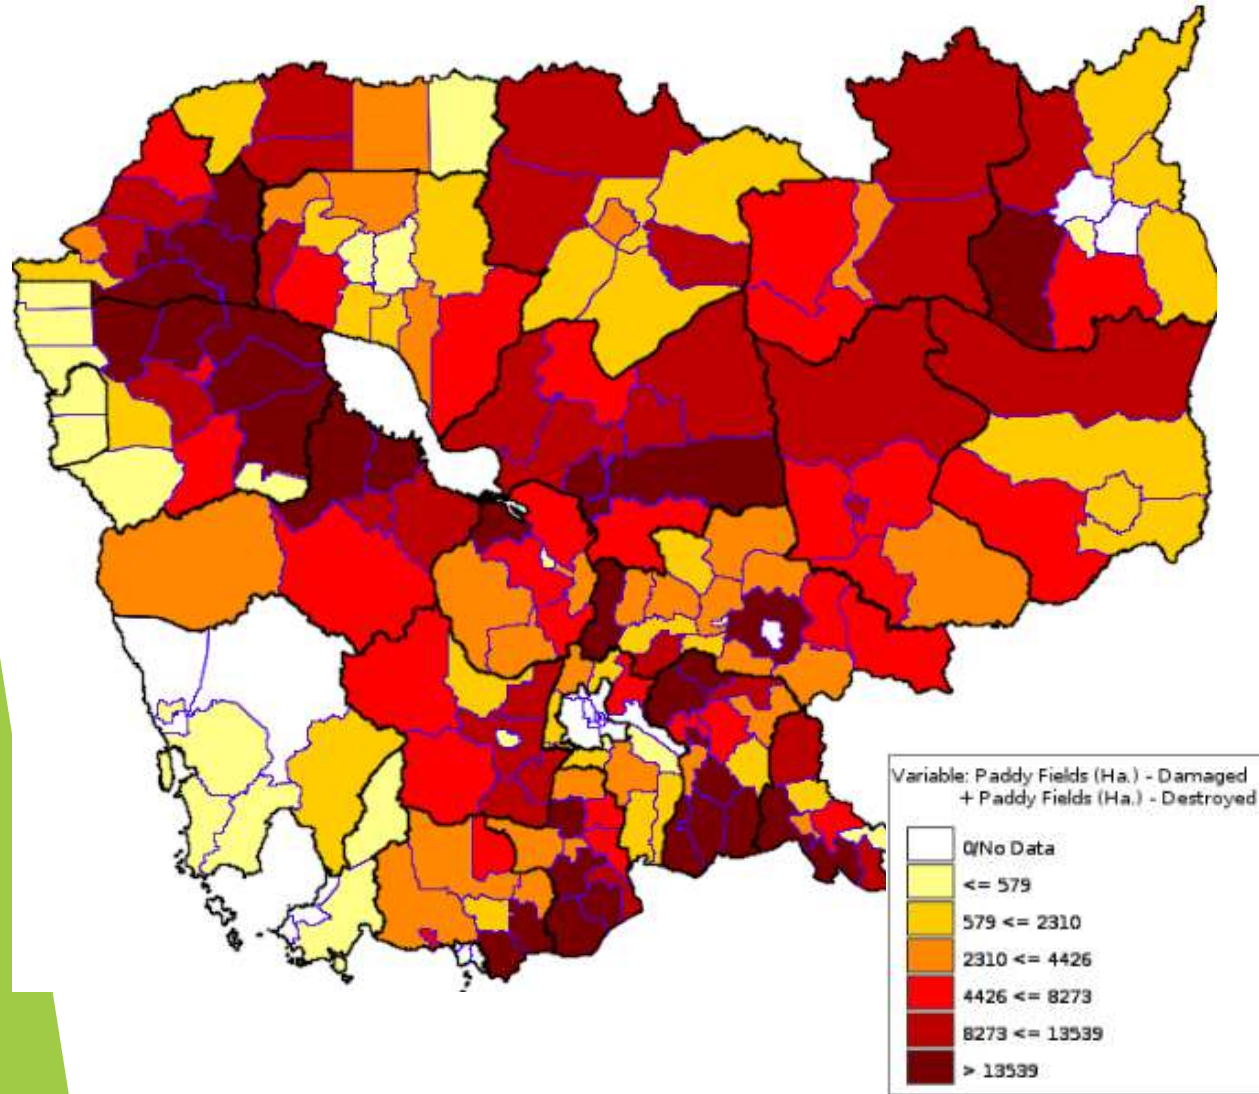 Variable: Paddy Fields (Ha.) - Damaged
+ Paddy Fields (Ha.) - Destroyed
0/No Data
<= 579
579 <= 2310
2310 <= 4426
4426 <= 8273
8273 <= 13539
> 13539